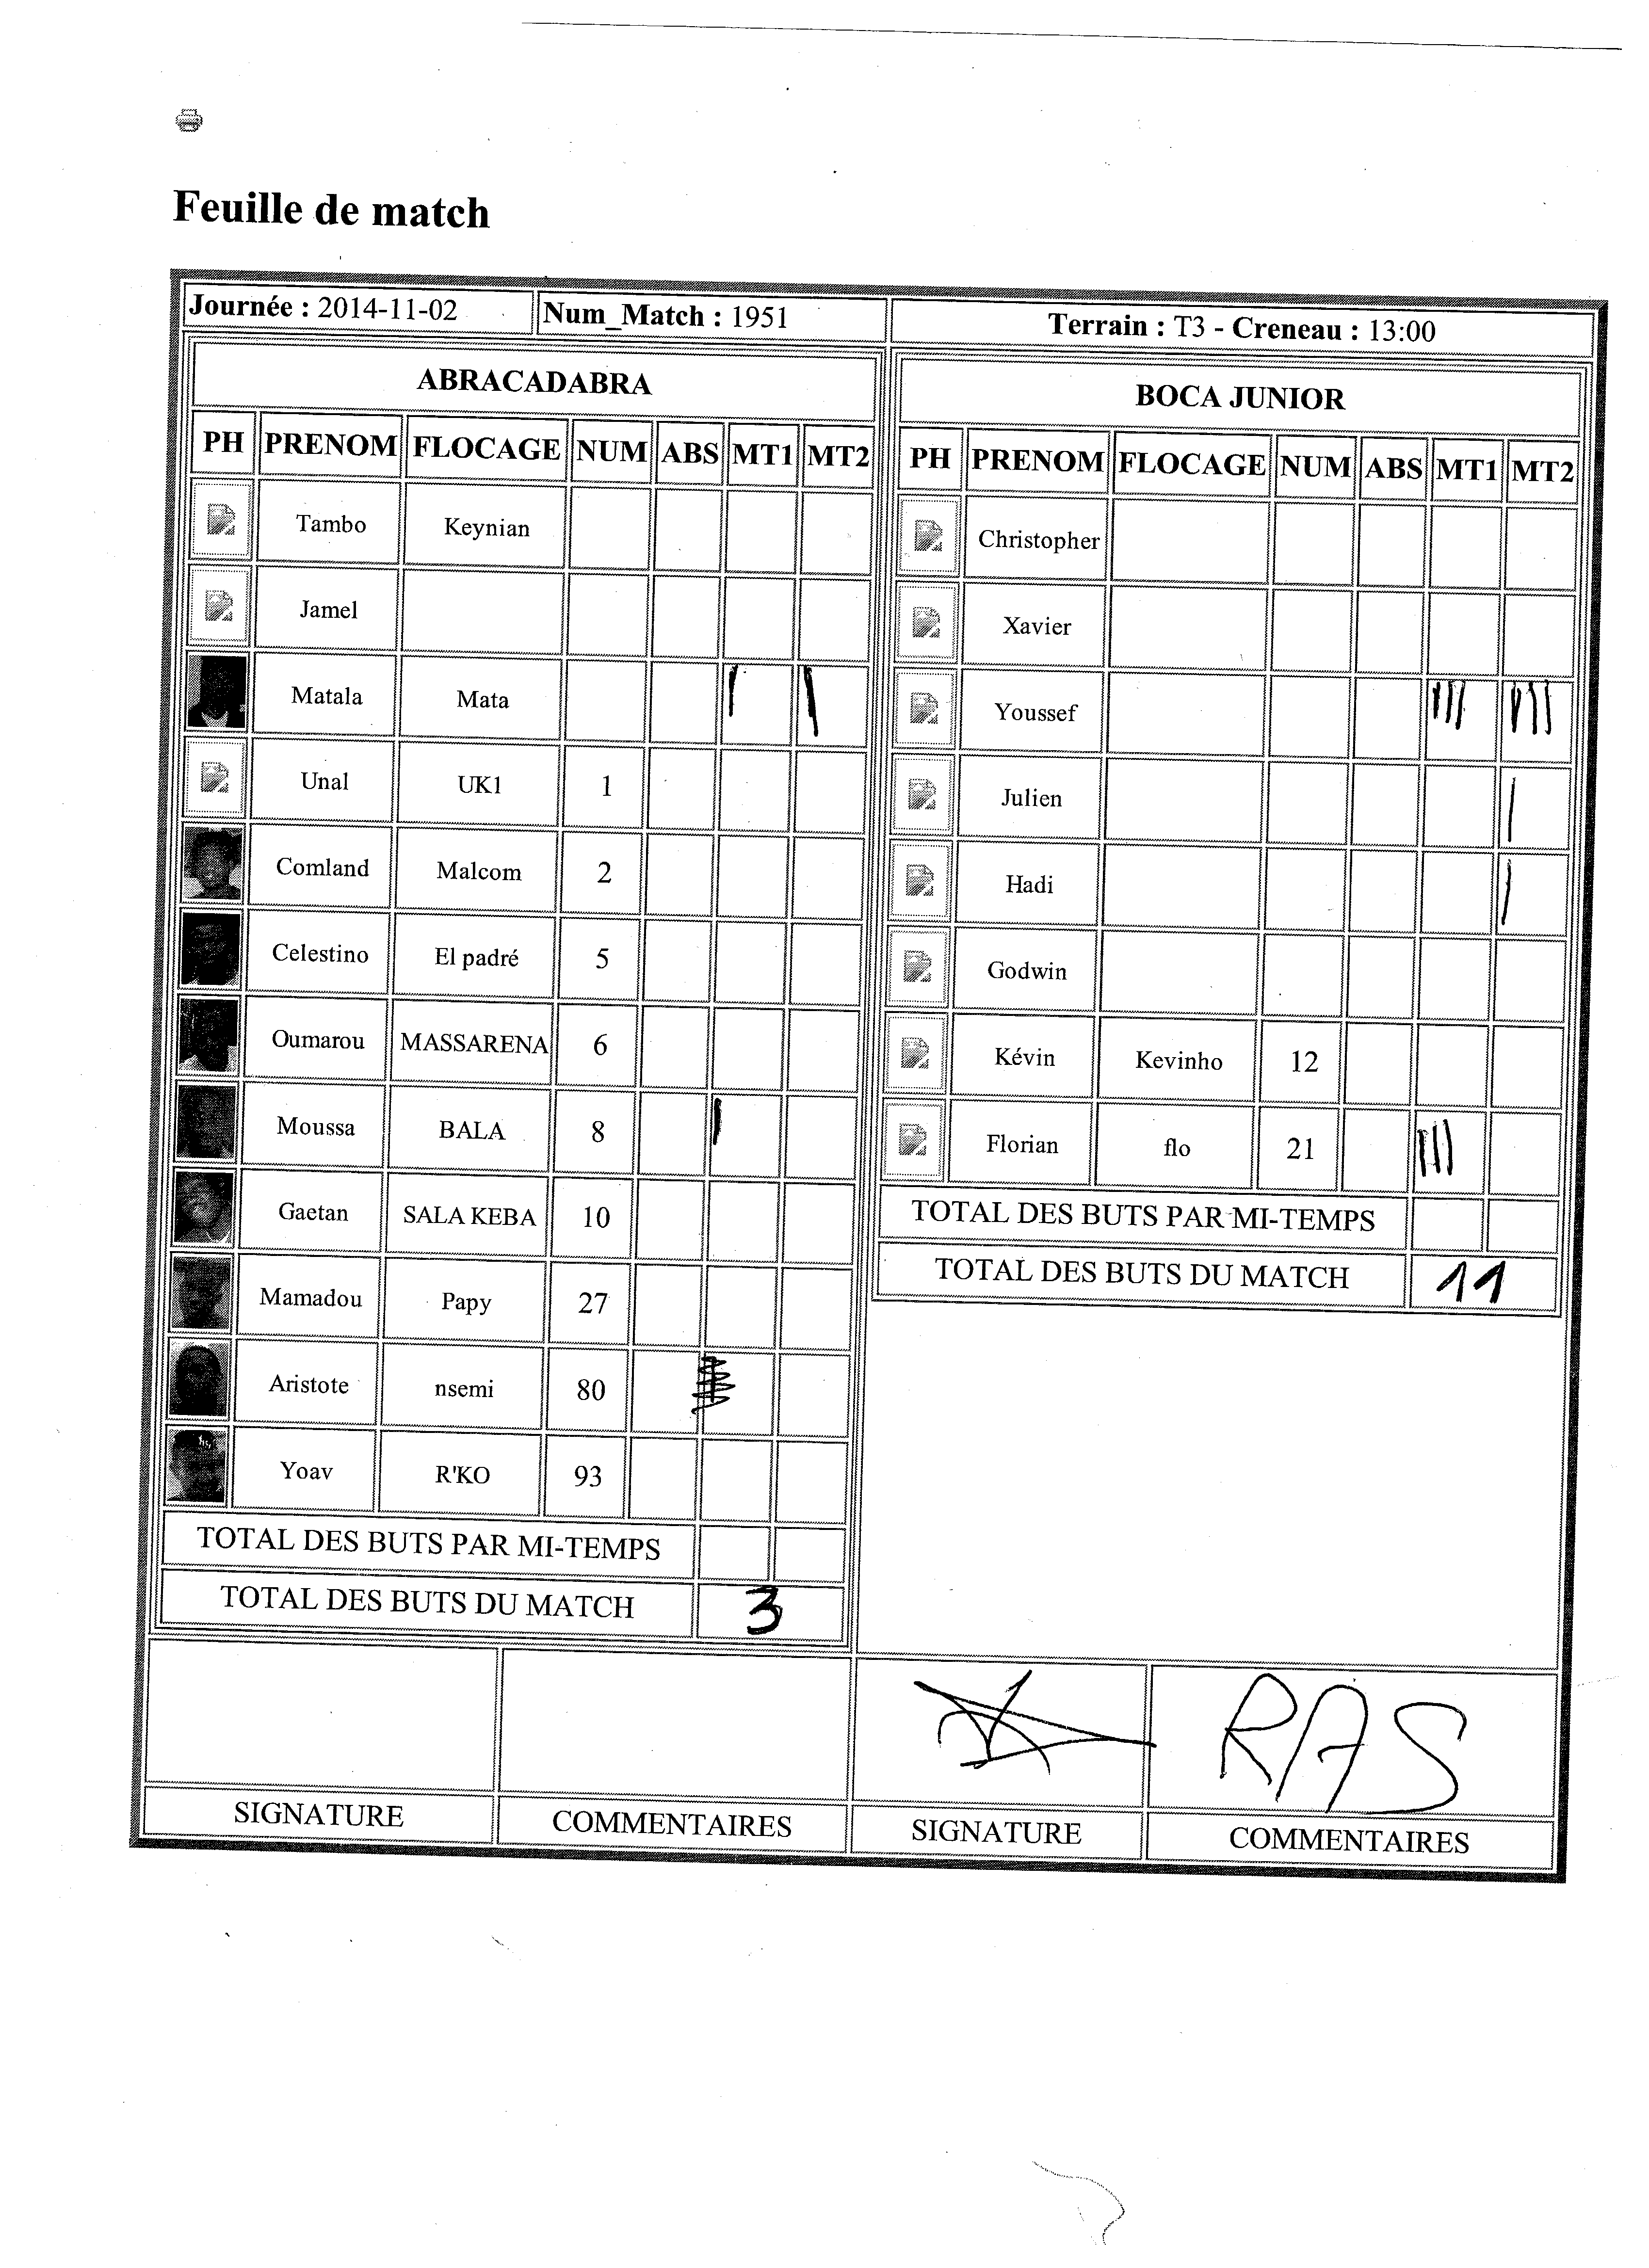 Feuille de match
Journée : 2014-11-02 Num_Match : 1951 Terrain : T3 - Creneau : 13:00
ABRACADABRA
PH PRENOM FLOCAGE NUM ABS MT1 MT2
Tambo Keynian
Jamel
Matala Mata | |
Unal UK1 1
Comland Malcom 2
Celestino El padré 5
Oumarou MASSARENA 6
Moussa BALA 8 |
Gaetan SALA KEBA 10
Mamadou Papy 27
Aristote nsemi 80
Yoav R'KO 93
TOTAL DES BUTS PAR MI-TEMPS
TOTAL DES BUTS DU MATCH 3
BOCA JUNIOR
PH PRENOM FLOCAGE NUM ABS MT1 MT2
Christopher
Xavier
Youssef ||| |||
Julien |
Hadi |
Godwin
Kévin Kevinho 12
Florian flo 21 |||
TOTAL DES BUTS PAR MI-TEMPS
TOTAL DES BUTS DU MATCH 11
RAS
SIGNATURE COMMENTAIRES SIGNATURE COMMENTAIRES